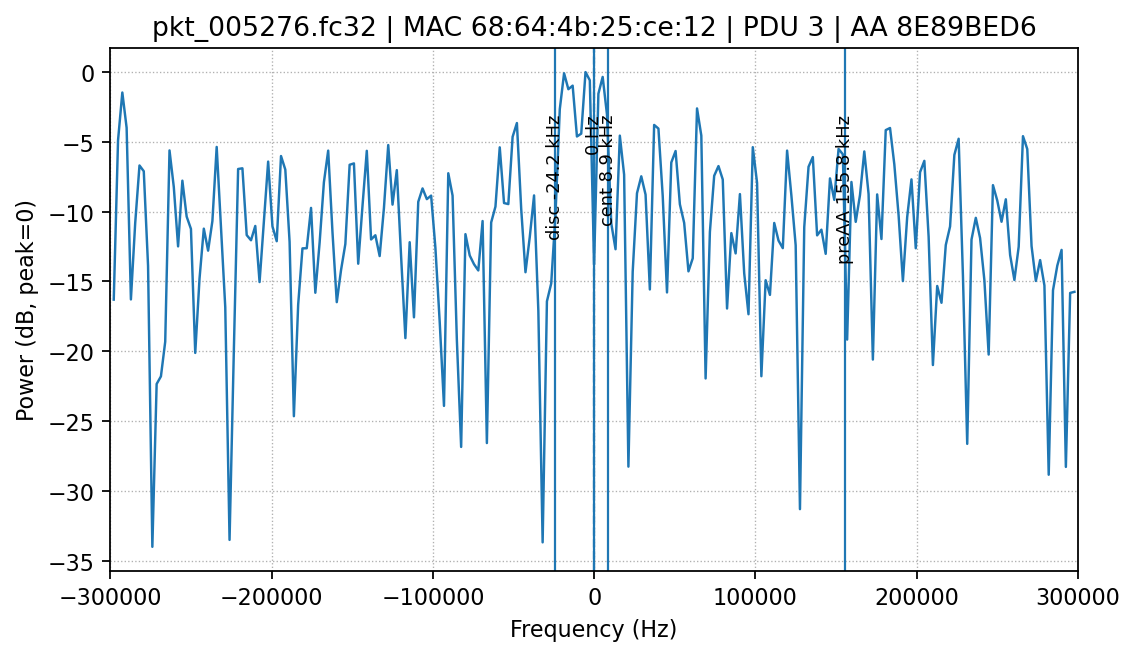 pkt_005276.fc32 | MAC 68:64:4b:25:ce:12 | PDU 3 | AA 8E89BED6
Power (dB, peak=0)
0
−5
−10
−15
−20
−25
−30
−35
disc -24.2 kHz
0 Hz
cent 8.9 kHz
preAA 155.8 kHz
−300000
−200000
−100000
0
100000
200000
300000
Frequency (Hz)